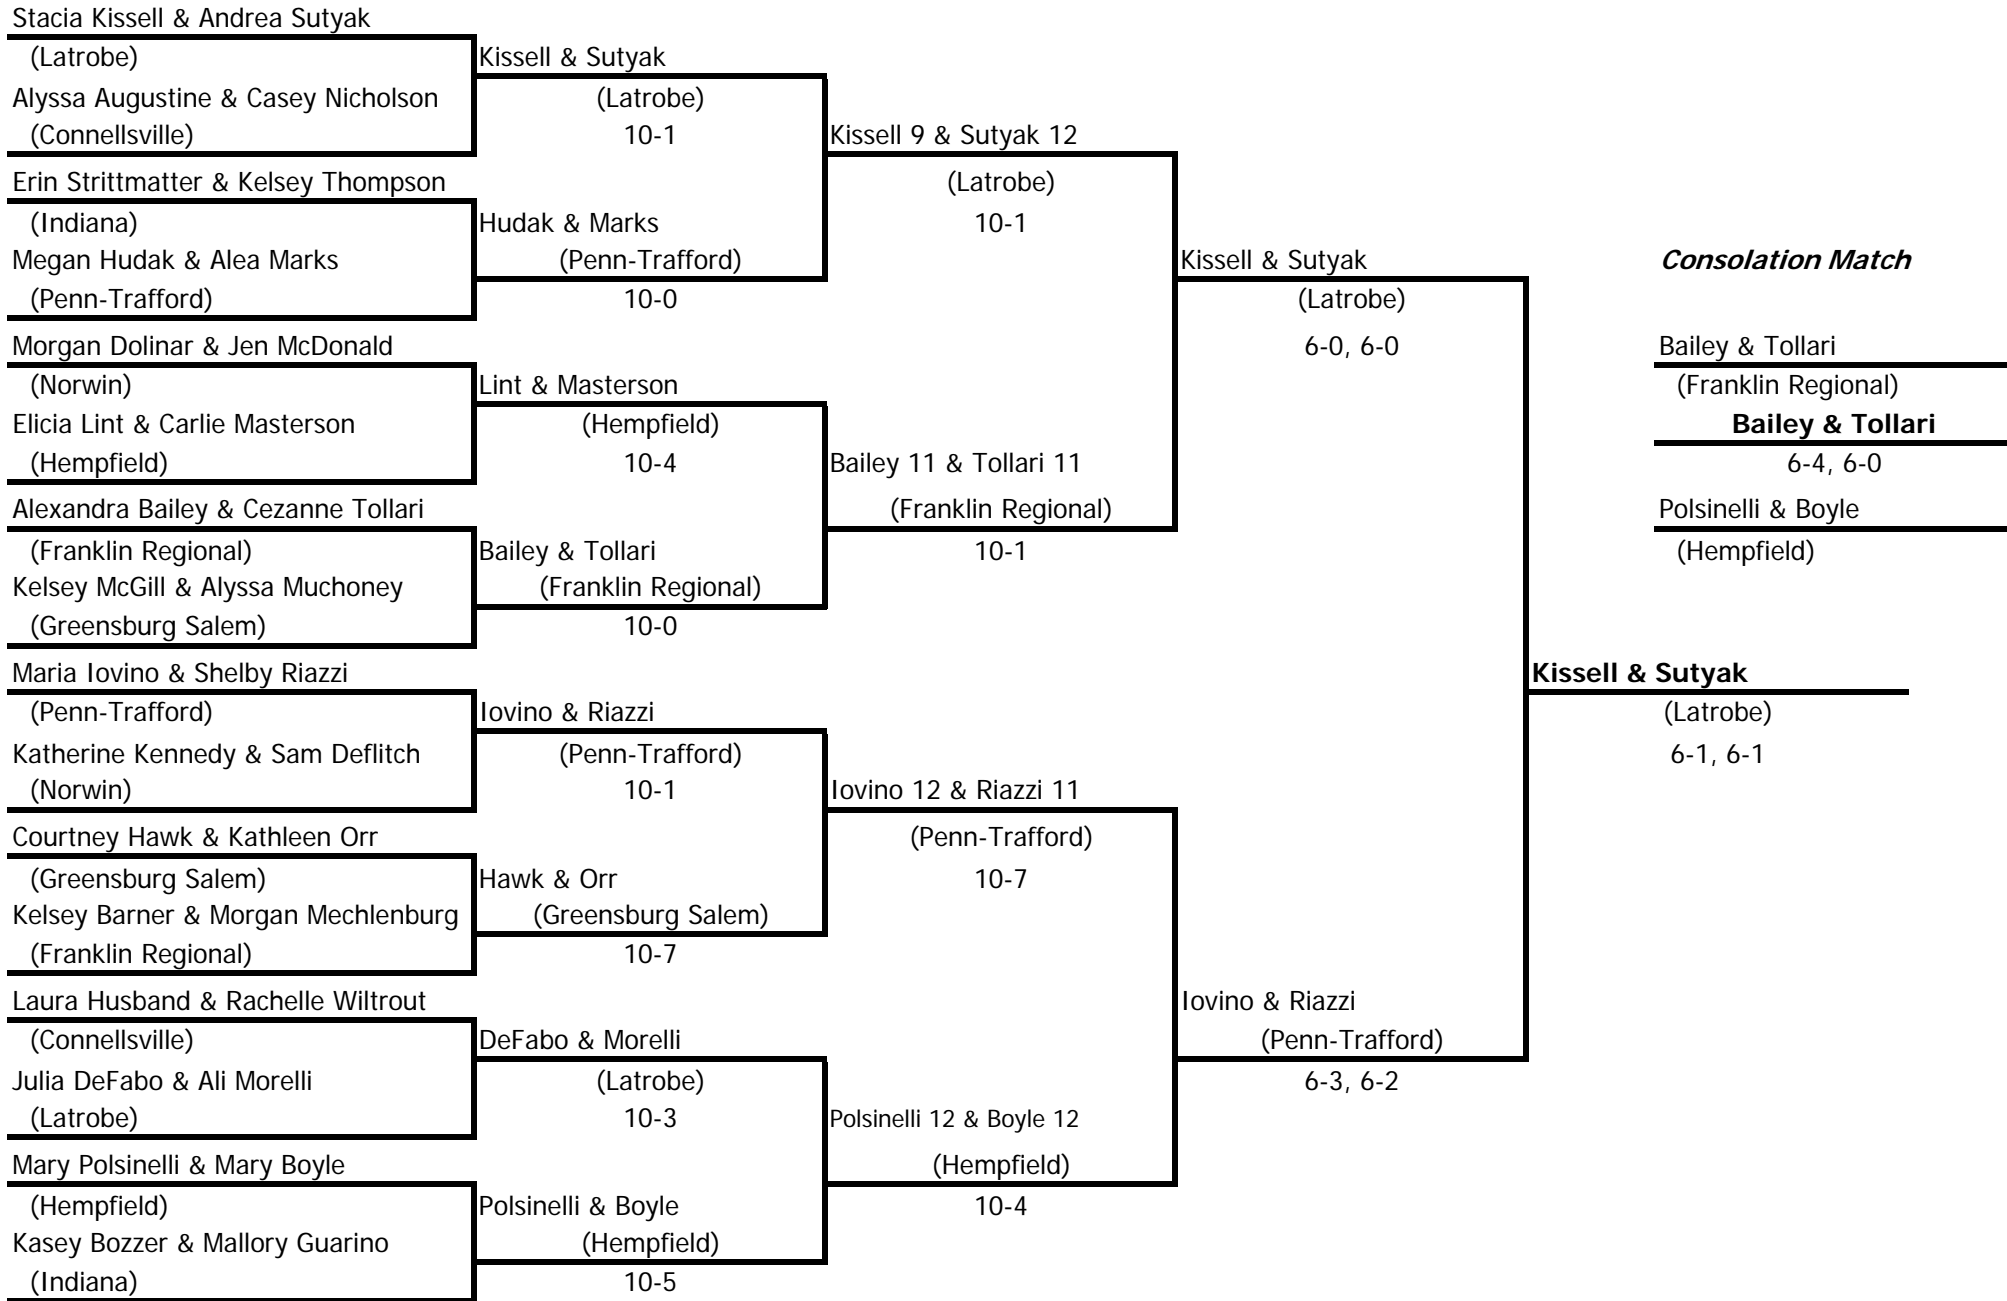 Stacia Kissell & Andrea Sutyak
(Latrobe)
Alyssa Augustine & Casey Nicholson
(Connellsville)
Erin Strittmatter & Kelsey Thompson
(Indiana)
Megan Hudak & Alea Marks
(Penn-Trafford)
Morgan Dolinar & Jen McDonald
(Norwin)
Elicia Lint & Carlie Masterson
(Hempfield)
Alexandra Bailey & Cezanne Tollari
(Franklin Regional)
Kelsey McGill & Alyssa Muchoney
(Greensburg Salem)
Maria Iovino & Shelby Riazzi
(Penn-Trafford)
Katherine Kennedy & Sam Deflitch
(Norwin)
Courtney Hawk & Kathleen Orr
(Greensburg Salem)
Kelsey Barner & Morgan Mechlenburg
(Franklin Regional)
Laura Husband & Rachelle Wiltrout
(Connellsville)
Julia DeFabo & Ali Morelli
(Latrobe)
Mary Polsinelli & Mary Boyle
(Hempfield)
Kasey Bozzer & Mallory Guarino
(Indiana)
Kissell & Sutyak
(Latrobe)
10-1
Hudak & Marks
(Penn-Trafford)
10-0
Lint & Masterson
(Hempfield)
10-4
Bailey & Tollari
(Franklin Regional)
10-0
Iovino & Riazzi
(Penn-Trafford)
10-1
Hawk & Orr
(Greensburg Salem)
10-7
DeFabo & Morelli
(Latrobe)
10-3
Polsinelli & Boyle
(Hempfield)
10-5
Kissell 9 & Sutyak 12
(Latrobe)
10-1
Bailey 11 & Tollari 11
(Franklin Regional)
10-1
Iovino 12 & Riazzi 11
(Penn-Trafford)
10-7
Polsinelli 12 & Boyle 12
(Hempfield)
10-4
Kissell & Sutyak
(Latrobe)
6-0, 6-0
Iovino & Riazzi
(Penn-Trafford)
6-3, 6-2
Kissell & Sutyak
(Latrobe)
6-1, 6-1
Consolation Match
Bailey & Tollari
(Franklin Regional)
Bailey & Tollari
6-4, 6-0
Polsinelli & Boyle
(Hempfield)